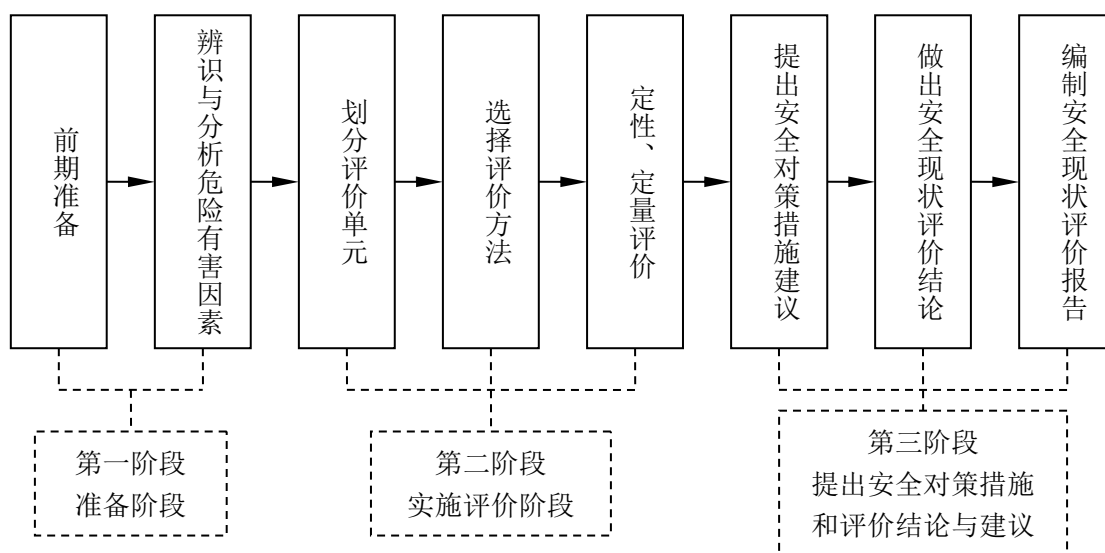 前期准备
辨识与分析危险有害因素
划分评价单元
选择评价方法
定性、定量评价
提出安全对策措施建议
做出安全现状评价结论
编制安全现状评价报告
第一阶段
准备阶段
第二阶段
实施评价阶段
第三阶段
提出安全对策措施
和评价结论与建议